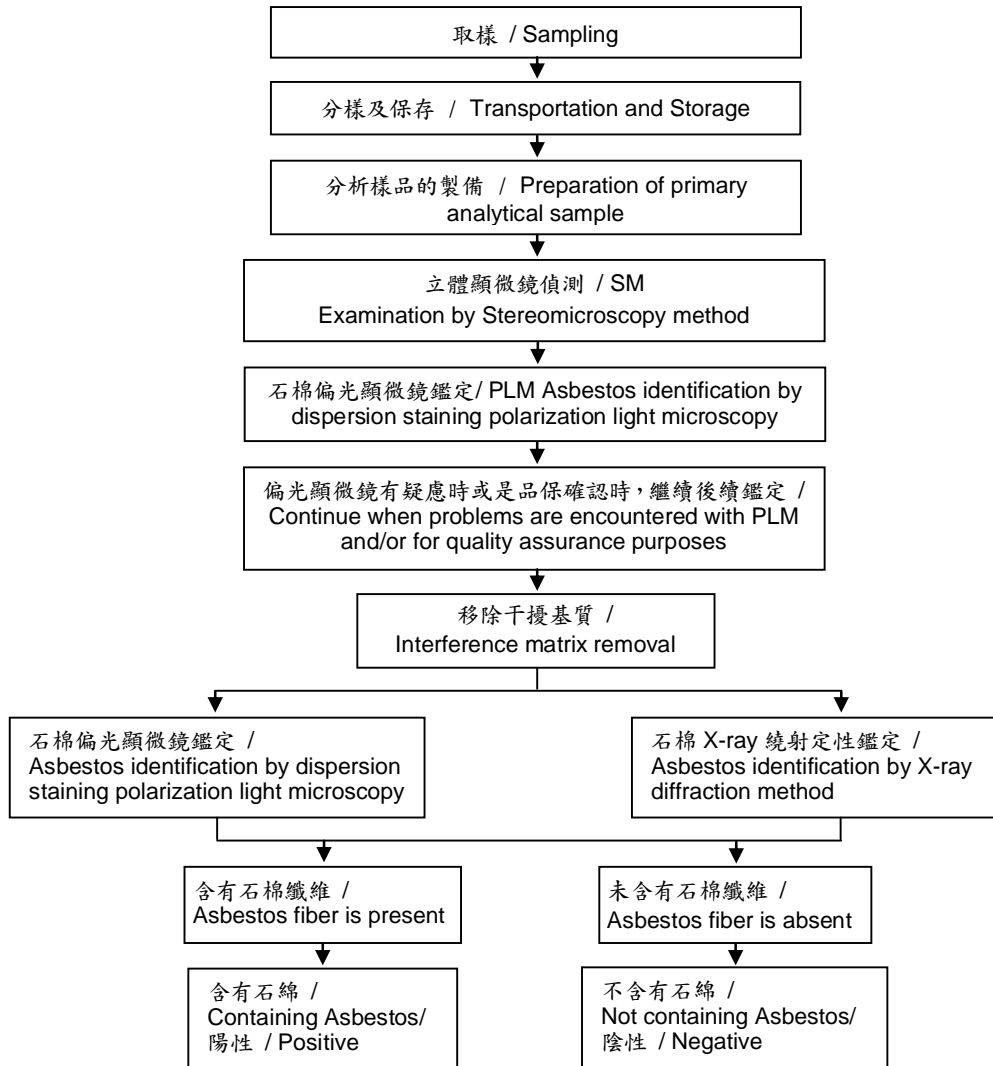 取樣 / Sampling
分樣及保存 / Transportation and Storage
分析樣品的製備 / Preparation of primary
analytical sample
立體顯微鏡偵測 / SM
Examination by Stereomicroscopy method
石棉偏光顯微鏡鑑定/ PLM Asbestos identification by
dispersion staining polarization light microscopy
偏光顯微鏡有疑慮時或是品保確認時，繼續後續鑑定 /
Continue when problems are encountered with PLM
and/or for quality assurance purposes
移除干擾基質 /
Interference matrix removal
石棉偏光顯微鏡鑑定 /
Asbestos identification by dispersion
staining polarization light microscopy
石棉 X-ray 繞射定性鑑定 /
Asbestos identification by X-ray
diffraction method
含有石棉纖維 /
Asbestos fiber is present
未含有石棉纖維 /
Asbestos fiber is absent
含有石綿 /
Containing Asbestos/
陽性 / Positive
不含有石綿 /
Not containing Asbestos/
陰性 / Negative